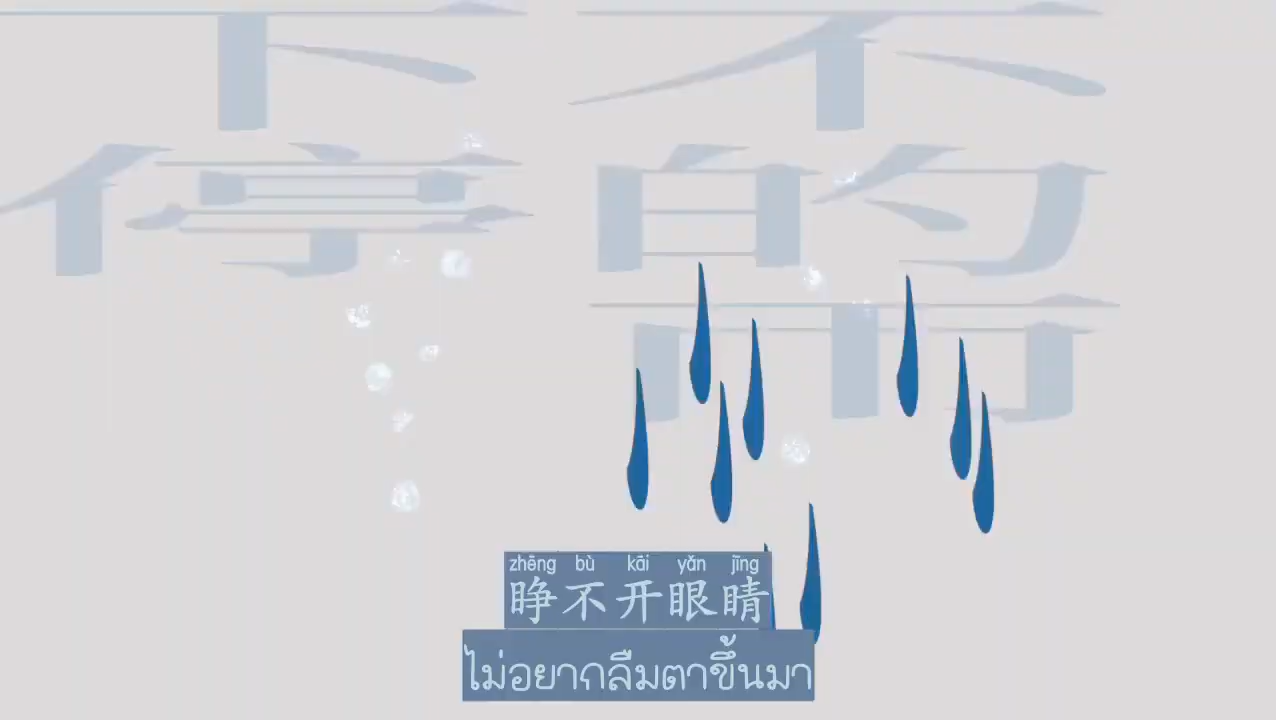 下不
停的
雨
zhēng bù kāi yǎn jīng
睁不开眼睛
ไม่อยากลืมตาขึ้นมา